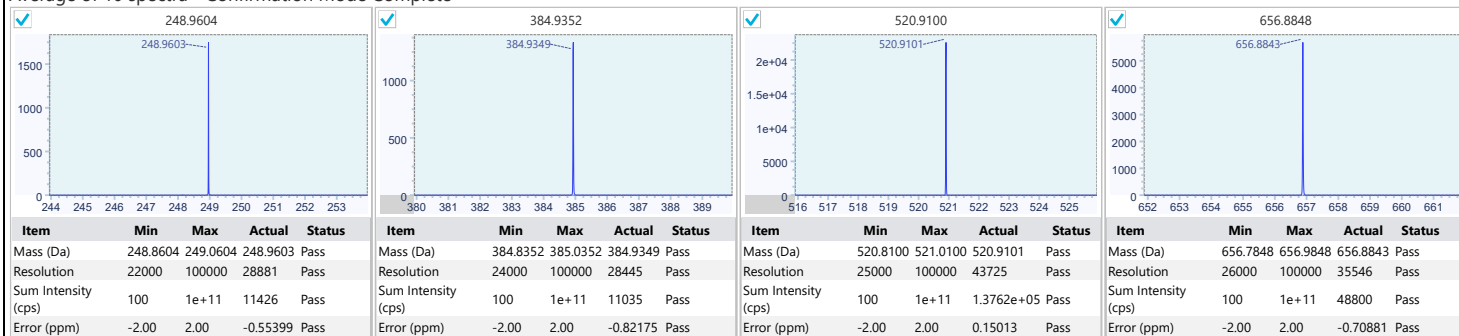 248.9604
248.9603
1500
1000
500
0
244 245 246 247 248 249 250 251 252 253
Item Min Max Actual Status
Mass (Da) 248.8604 249.0604 248.9603 Pass
Resolution 22000 100000 28881 Pass
Sum Intensity
(cps) 100 1e+11 11426 Pass
Error (ppm) -2.00 2.00 -0.55399 Pass
384.9352
384.9349
1000
500
0
380 381 382 383 384 385 386 387 388 389
Item Min Max Actual Status
Mass (Da) 384.8352 385.0352 384.9349 Pass
Resolution 24000 100000 28445 Pass
Sum Intensity
(cps) 100 1e+11 11035 Pass
Error (ppm) -2.00 2.00 -0.82175 Pass
520.9100
520.9101
2e+04
1.5e+04
1e+04
5000
0
516 517 518 519 520 521 522 523 524 525
Item Min Max Actual Status
Mass (Da) 520.8100 521.0100 520.9101 Pass
Resolution 25000 100000 43725 Pass
Sum Intensity
(cps) 100 1e+11 1.3762e+05 Pass
Error (ppm) -2.00 2.00 0.15013 Pass
656.8848
656.8843
5000
4000
3000
2000
1000
0
652 653 654 655 656 657 658 659 660 661
Item Min Max Actual Status
Mass (Da) 656.7848 656.9848 656.8843 Pass
Resolution 26000 100000 35546 Pass
Sum Intensity
(cps) 100 1e+11 48800 Pass
Error (ppm) -2.00 2.00 -0.70881 Pass